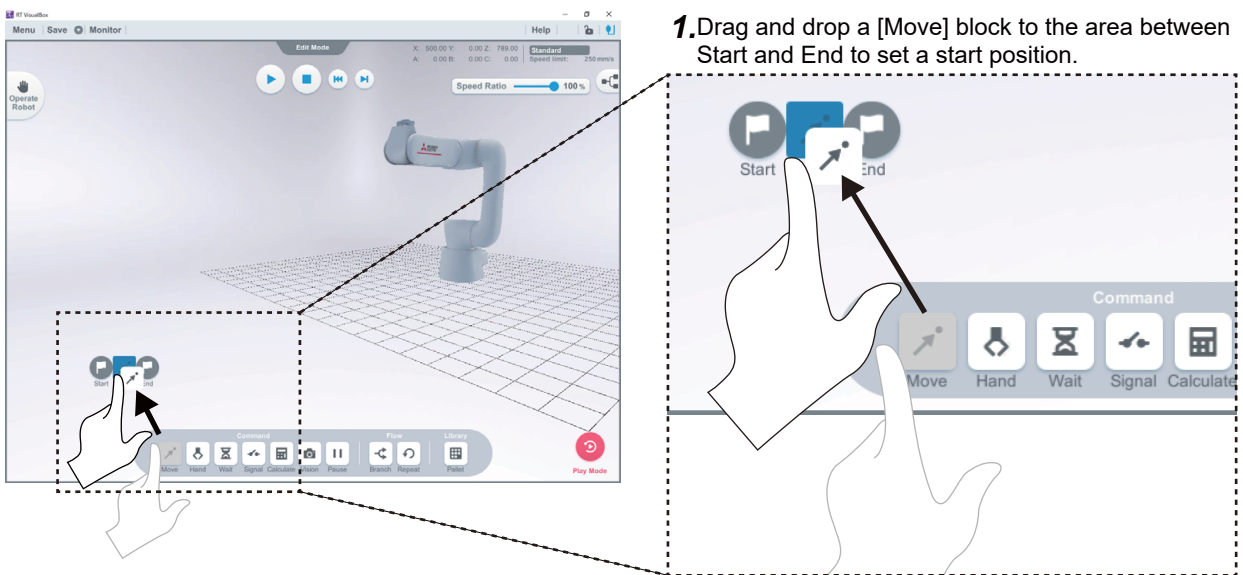 RT VisualBox
Menu Save Monitor Help
Edit Mode
X: 500.00 Y: 0.00 Z: 789.00 Standard
A: 0.00 B: 0.00 C: 0.00 Speed limit: 250 mm/s
Operate
Robot
Speed Ratio 100 %
Start End
Command Flow Library
Move Hand Wait Signal Calculate Vision Pause Branch Repeat Pallet
Play Mode
1. Drag and drop a [Move] block to the area between
Start and End to set a start position.
Start End
Command
Move Hand Wait Signal Calculate